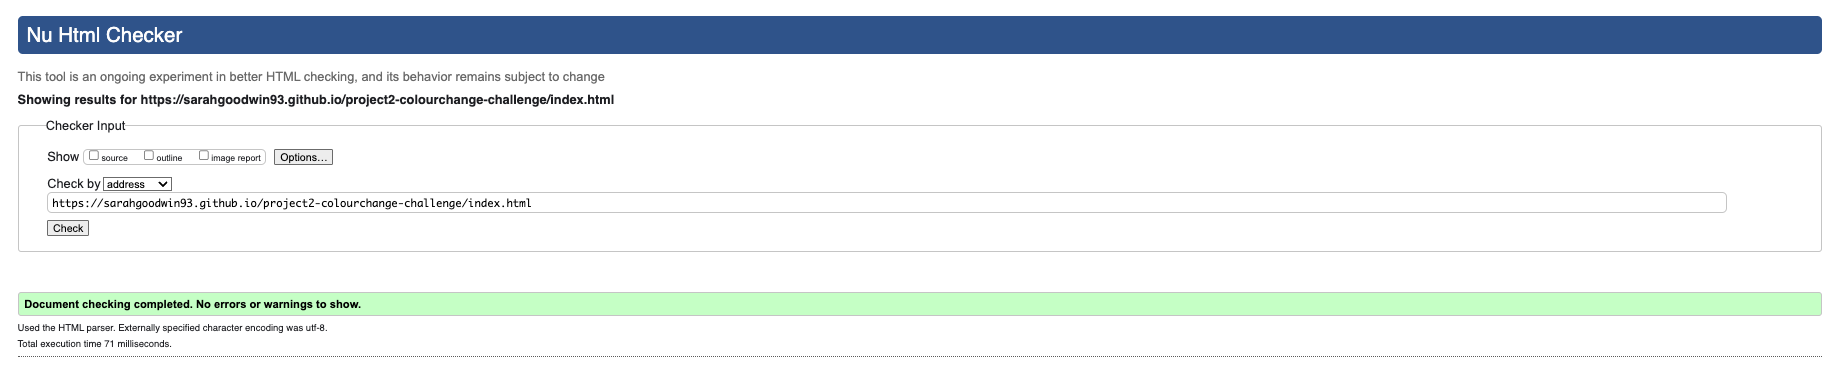 Nu Html Checker
This tool is an ongoing experiment in better HTML checking, and its behavior remains subject to change
Showing results for https://sarahgoodwin93.github.io/project2-colourchange-challenge/index.html
Checker Input
Show source outline image report Options...
Check by address
https://sarahgoodwin93.github.io/project2-colourchange-challenge/index.html
Check
Document checking completed. No errors or warnings to show.
Used the HTML parser. Externally specified character encoding was utf-8.
Total execution time 71 milliseconds.